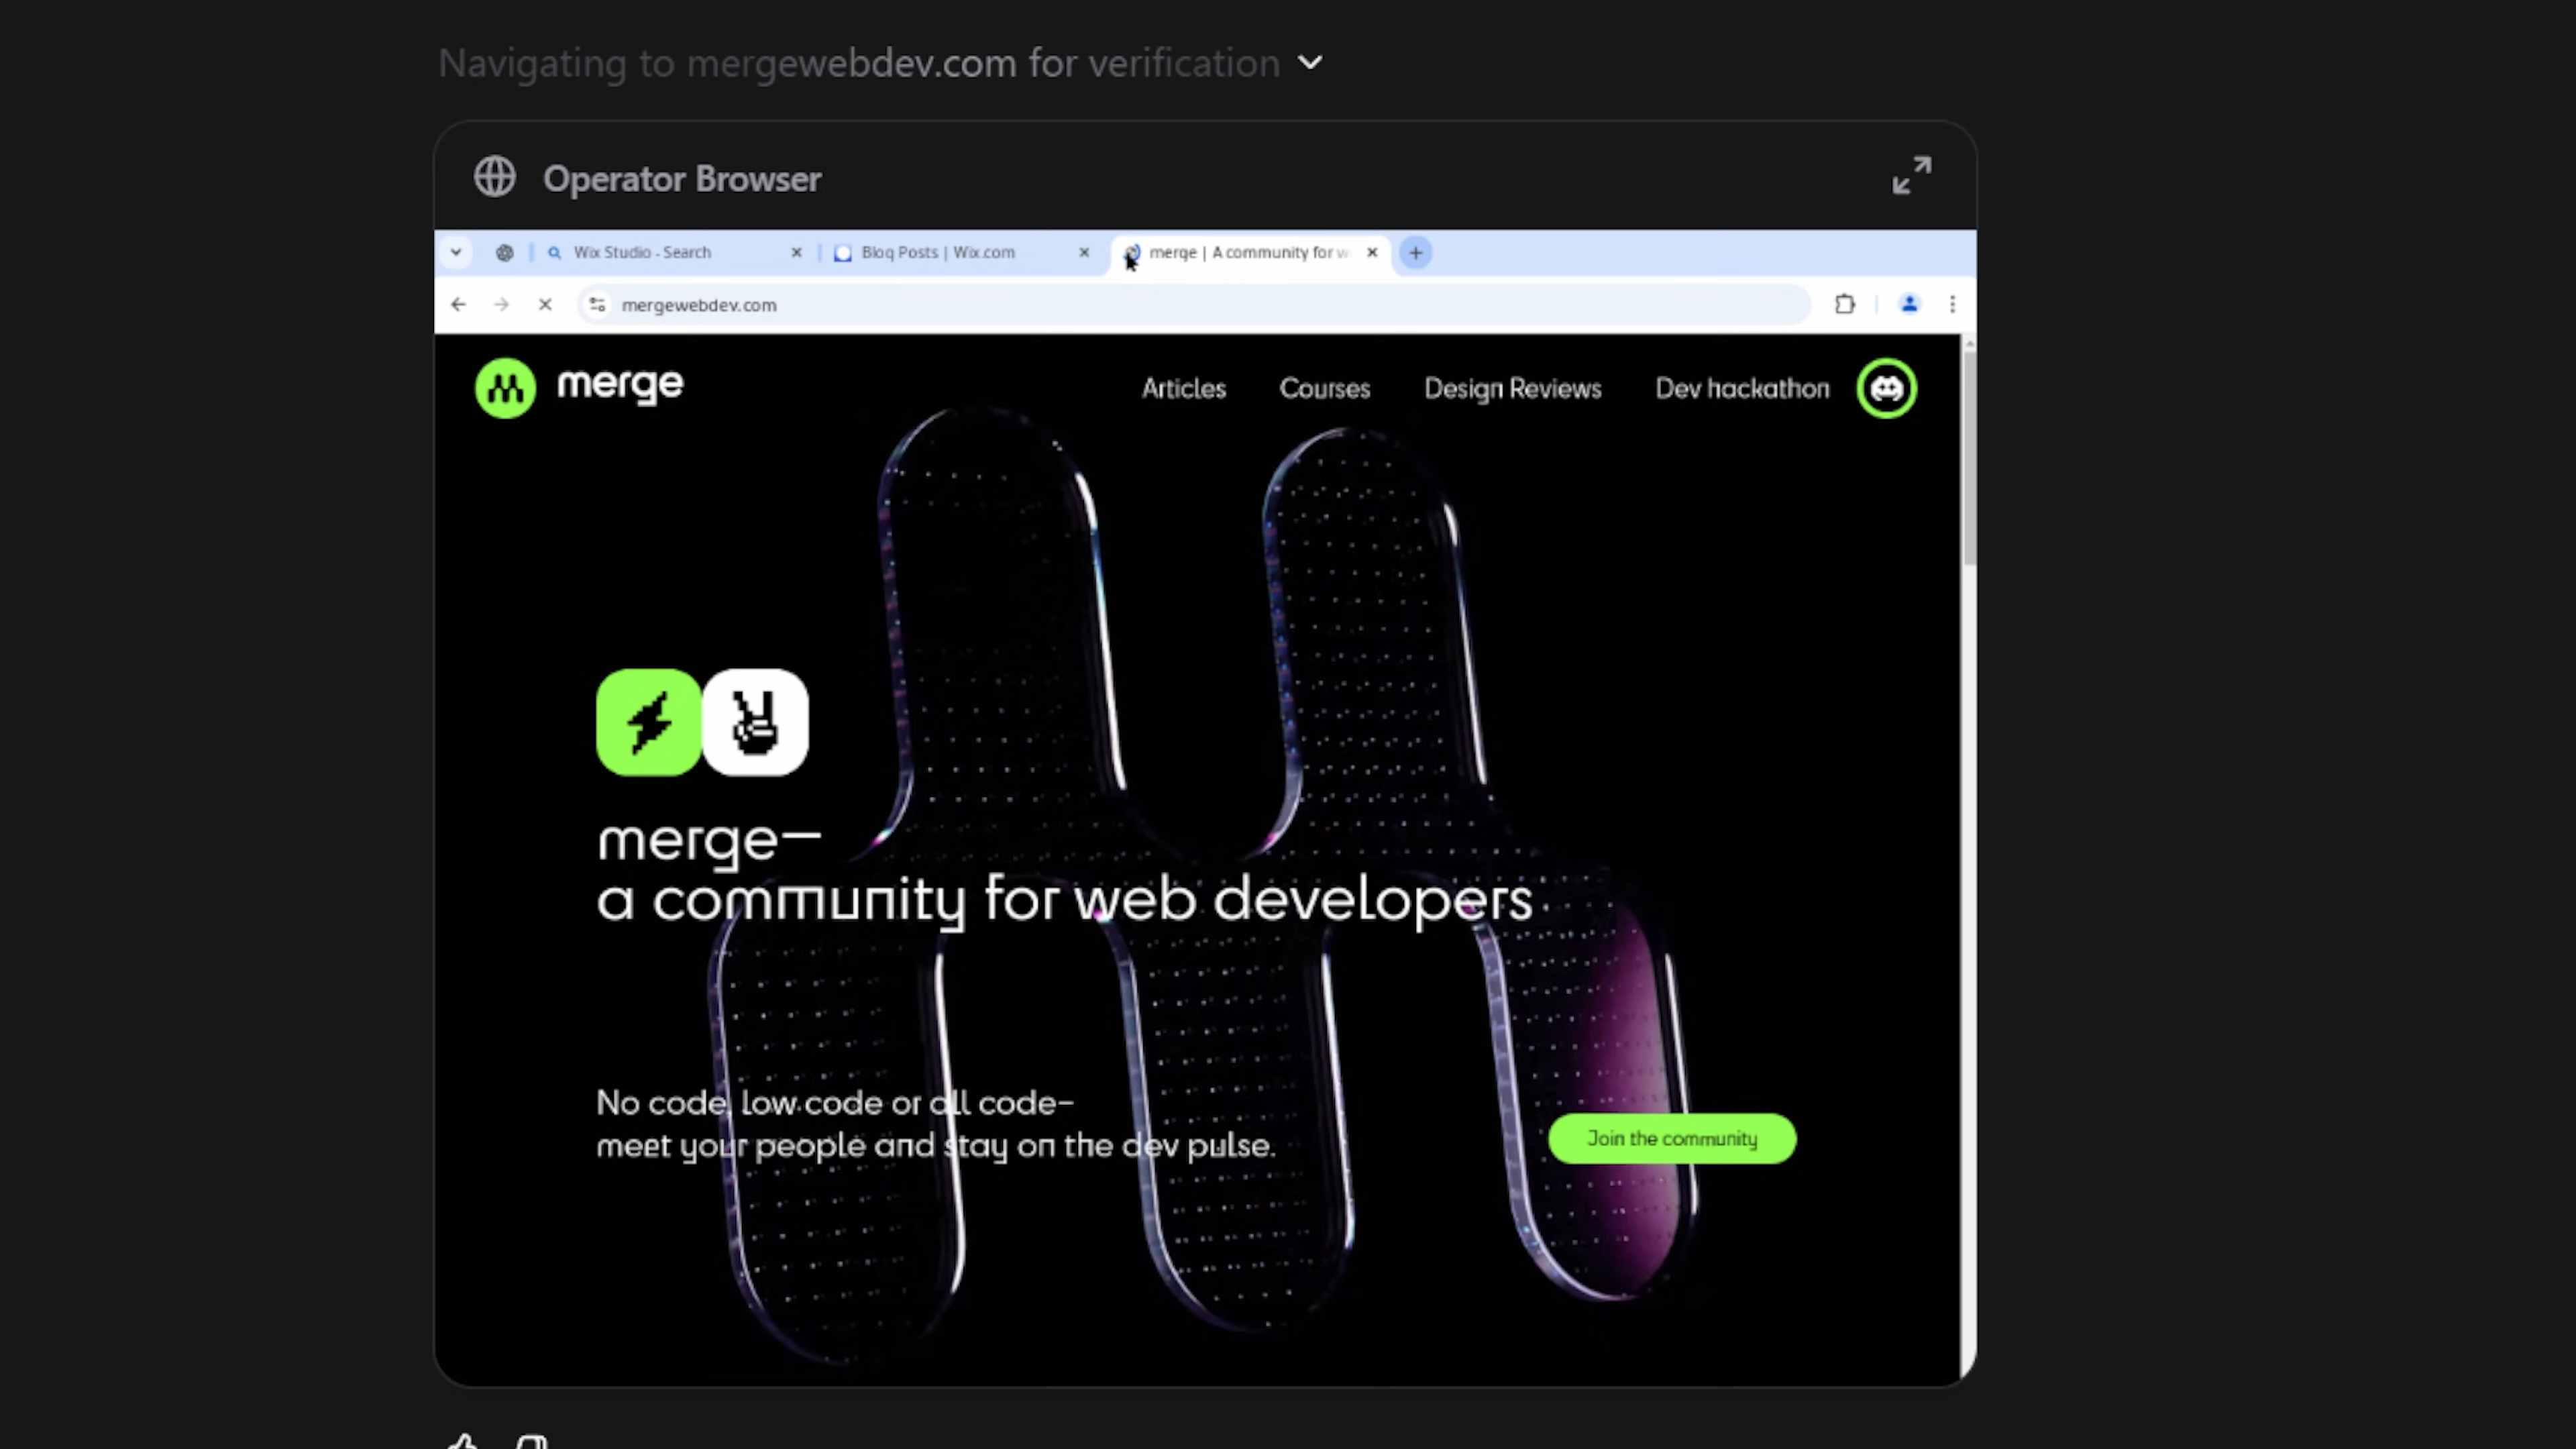 Navigating to mergewebdev.com for verification
Operator Browser
Wix Studio - Search
Blog Posts | Wix.com
merge | A community for w
mergewebdev.com
merge
Articles
Courses
Design Reviews
Dev hackathon
merge—
a community for web developers
No code, low code or all code–
meet your people and stay on the dev pulse.
Join the community